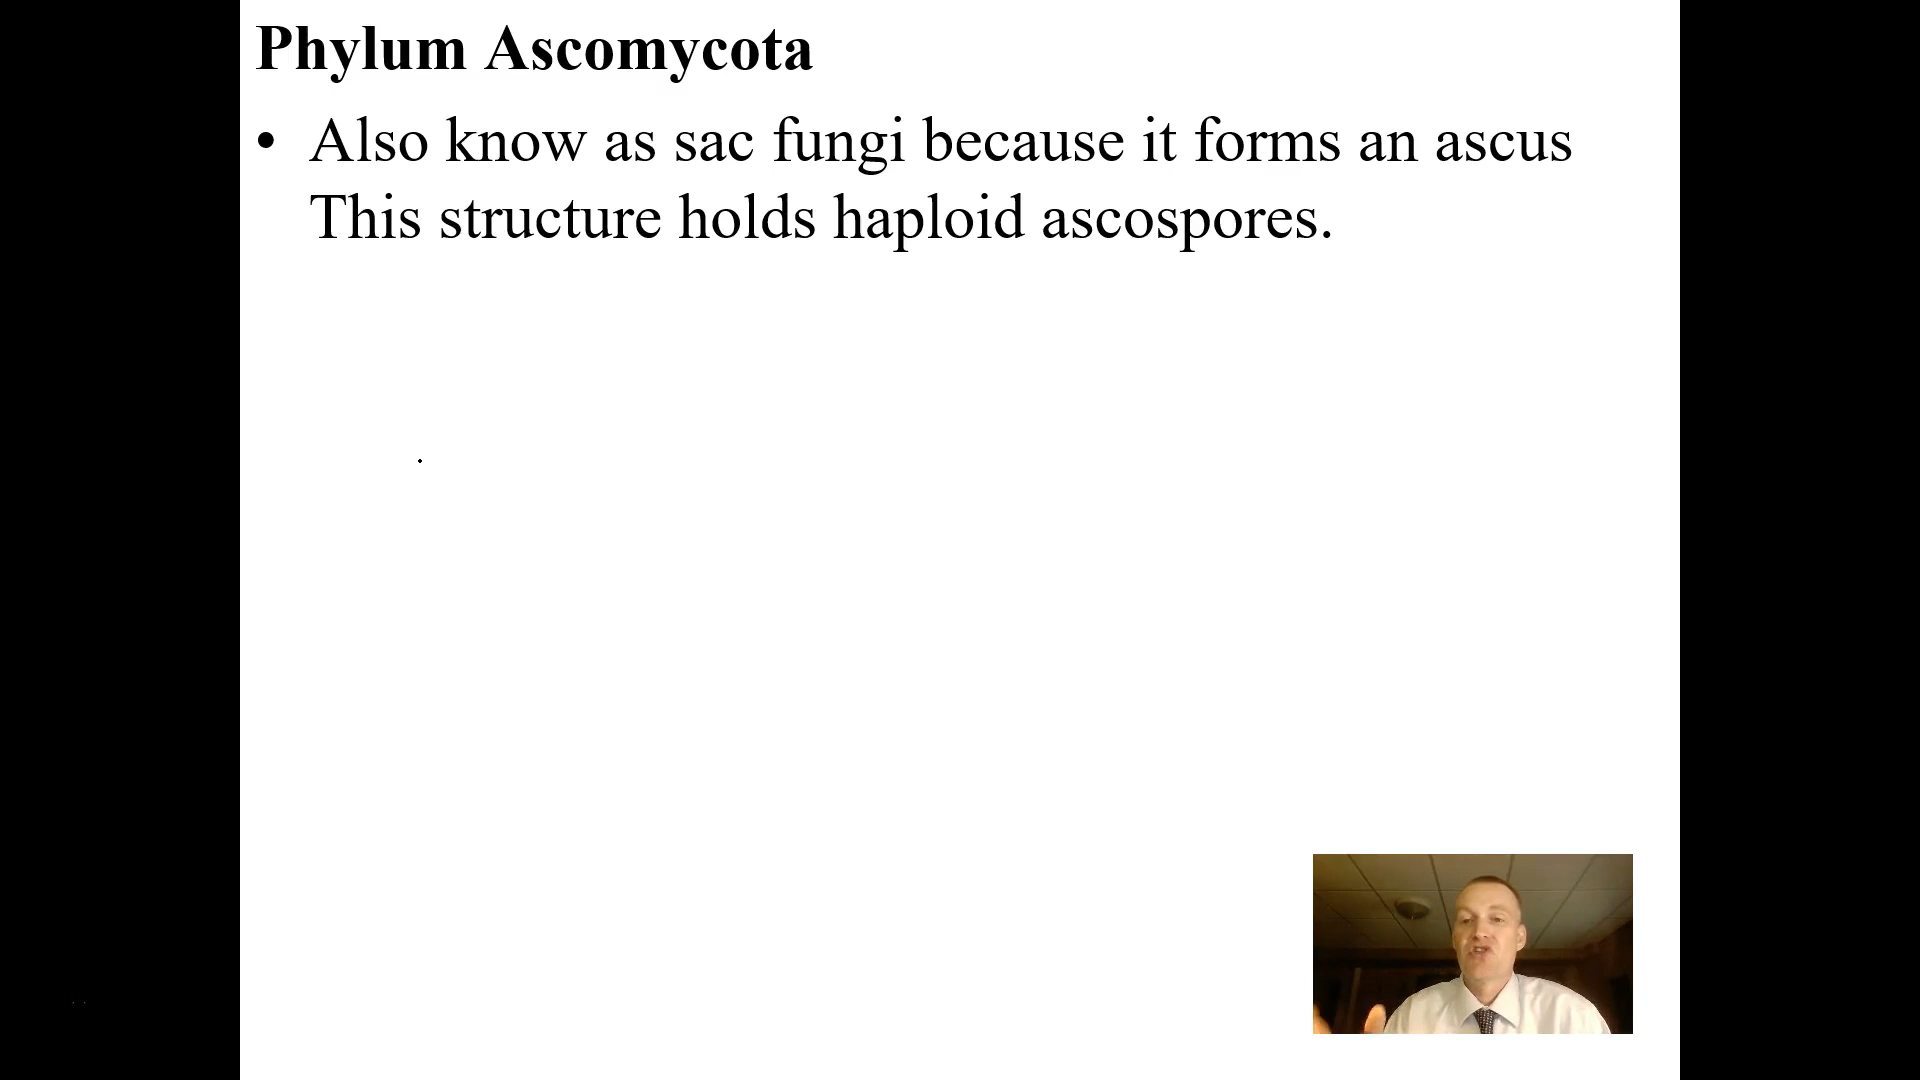 Phylum Ascomycota
• Also know as sac fungi because it forms an ascus
This structure holds haploid ascospores.